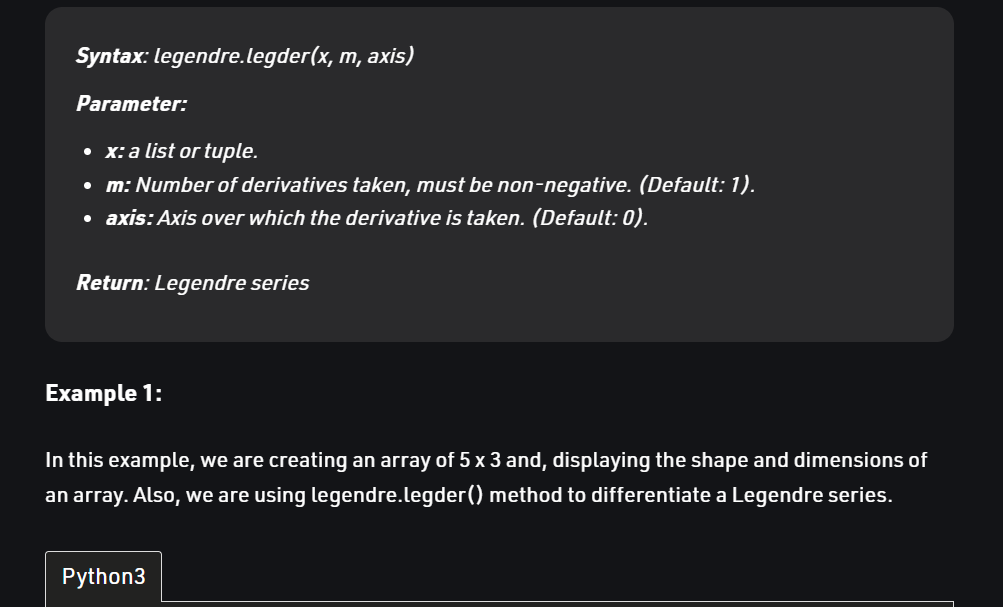 Syntax: legendre.legder(x, m, axis)
Parameter:
• x: a list or tuple.
• m: Number of derivatives taken, must be non-negative. (Default: 1).
• axis: Axis over which the derivative is taken. (Default: 0).
Return: Legendre series
Example 1:
In this example, we are creating an array of 5 x 3 and, displaying the shape and dimensions of
an array. Also, we are using legendre.legder() method to differentiate a Legendre series.
Python3